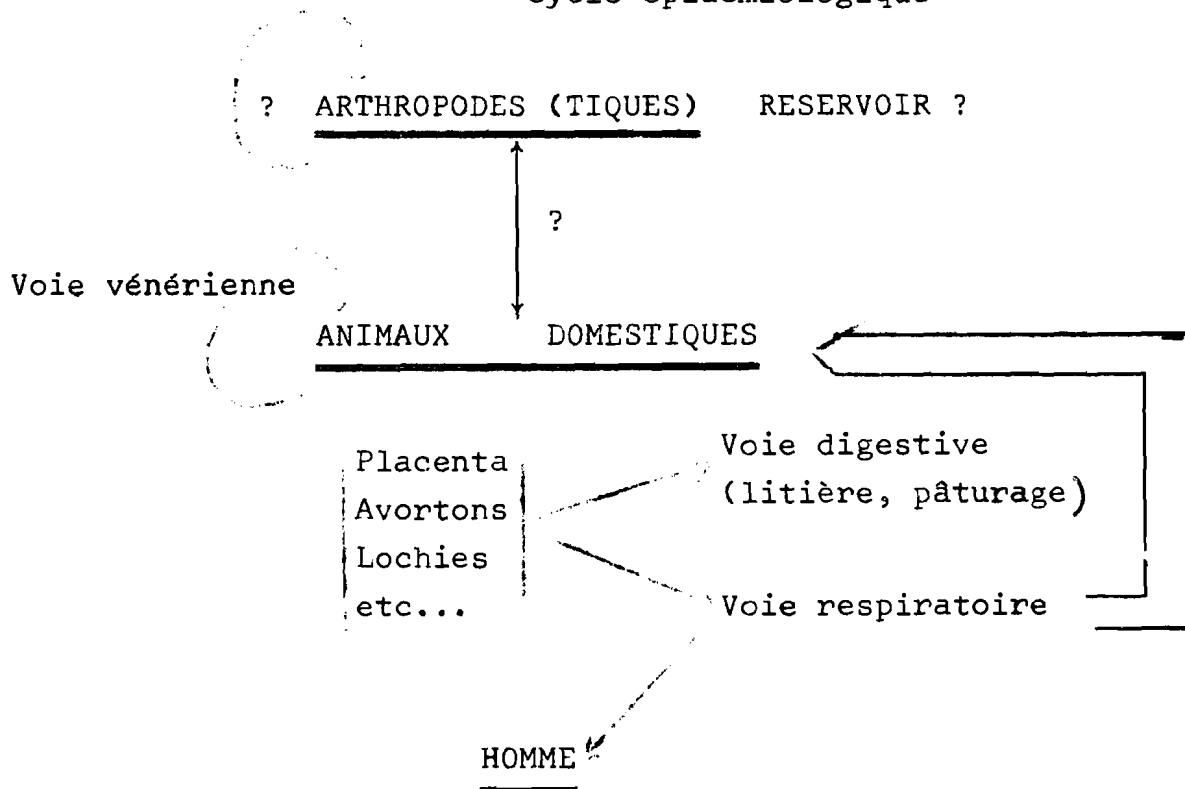 ? ARTHROPODES (TIQUES) RESERVOIR ?
?
Voie vénérienne
ANIMAUX DOMESTIQUES
Placenta
Avortons
Lochies
etc...
Voie digestive
(litière, pâturage)
Voie respiratoire
HOMME